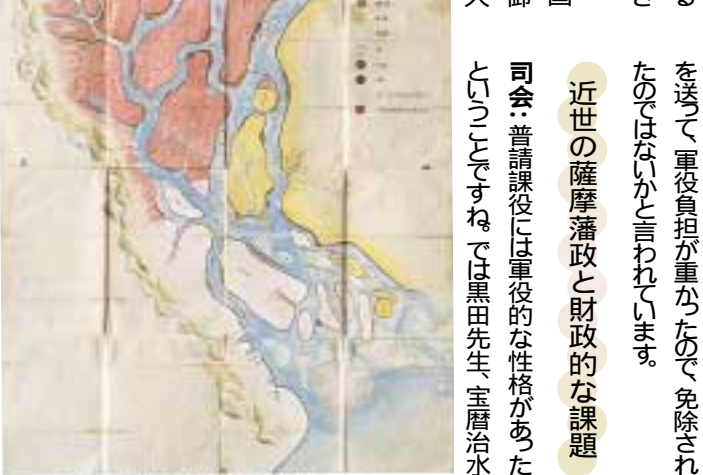 を送って、軍役負担が重かったので、免除され
たのではないかと言われています。
近世の薩摩藩政と財政的な課題
司会：普請課役には軍役的な性格があった
ということですね。では黒田先生、宝暦治水